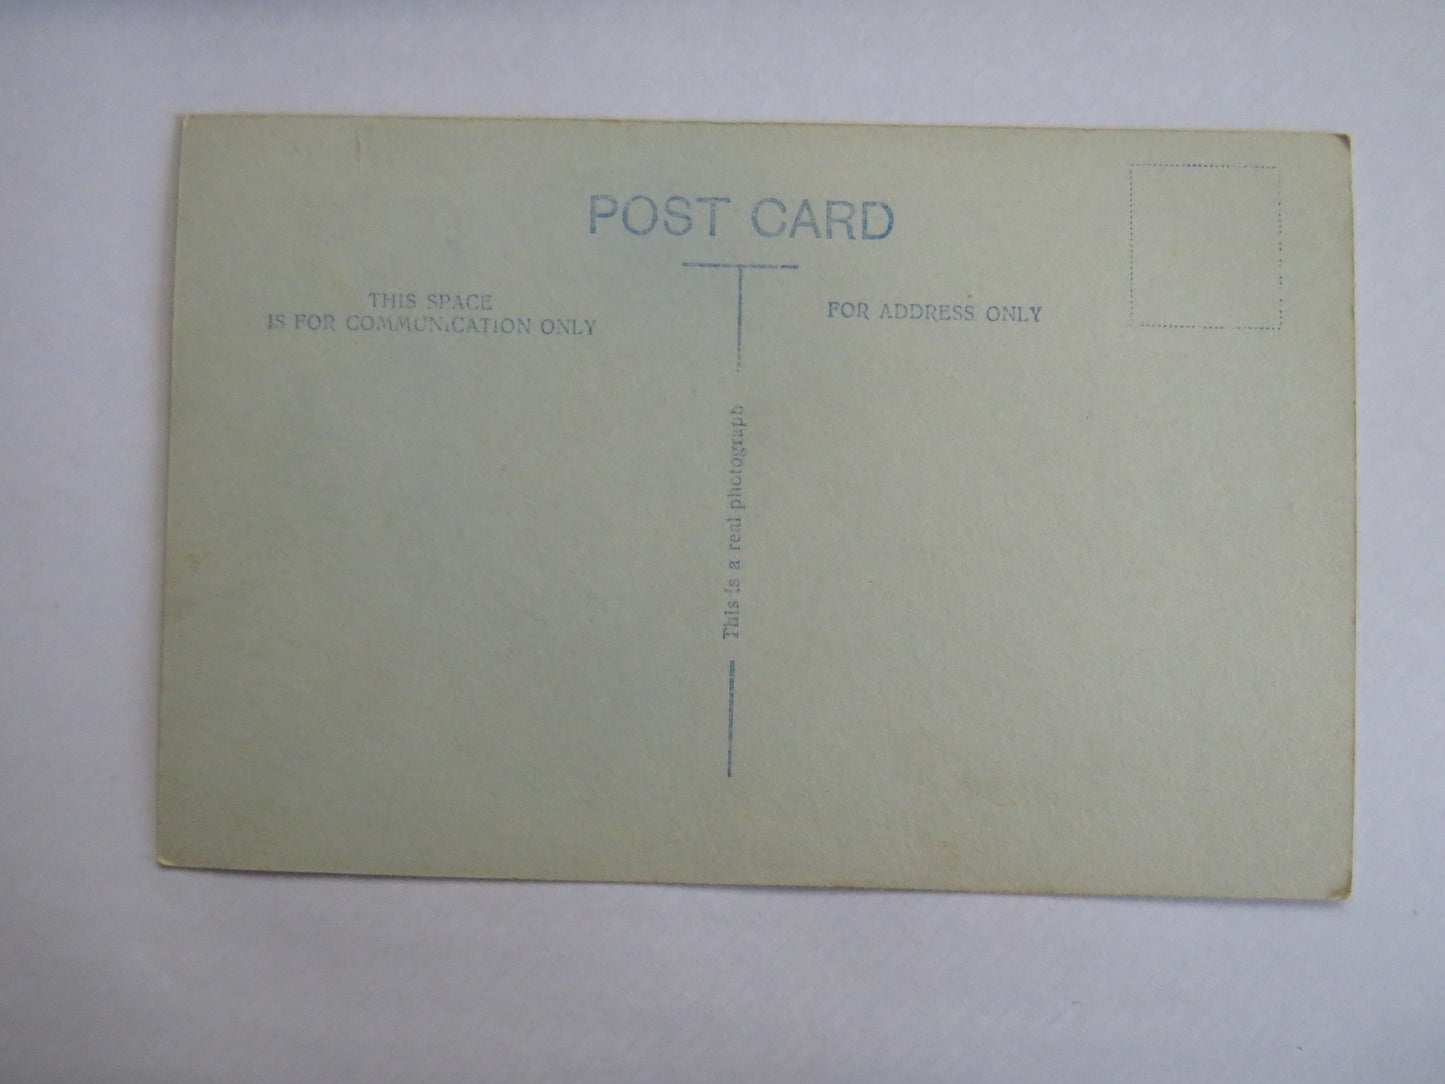 POST CARD
THIS SPACE
IS FOR COMMUNICATION ONLY
FOR ADDRESS ONLY
This is a real photograph